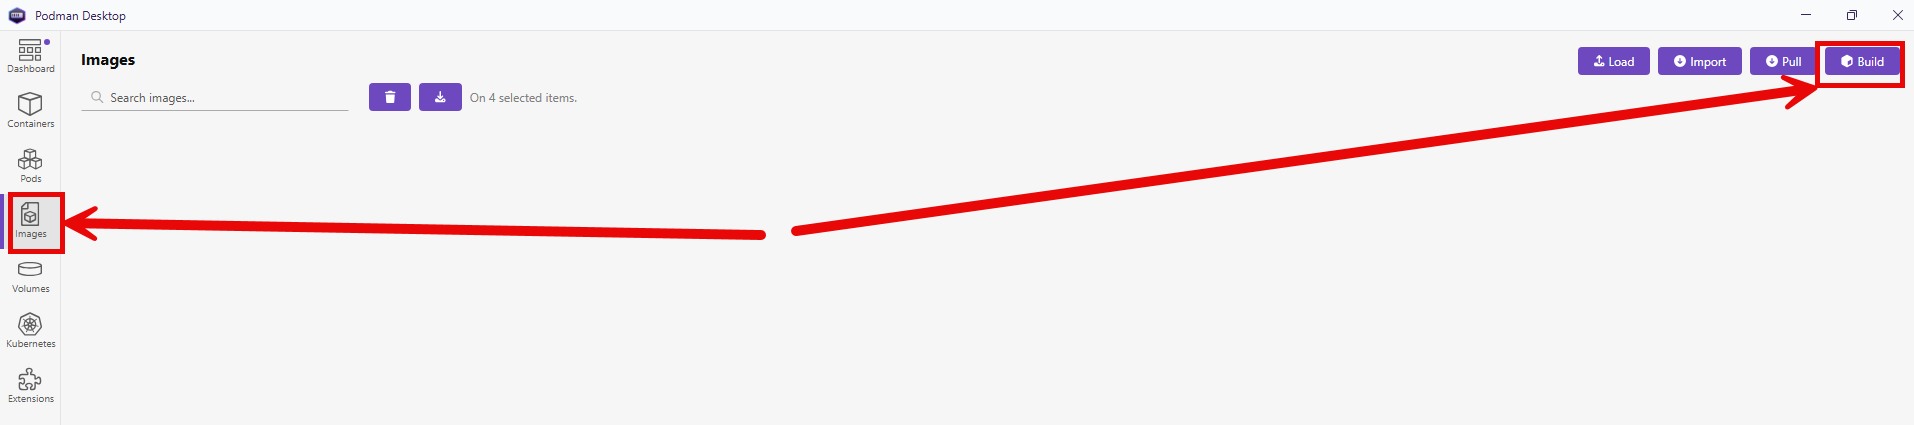 Podman Desktop
Dashboard
Containers
Pods
Images
Volumes
Kubernetes
Extensions
Images
Load
Import
Pull
Build
Search images...
On 4 selected items.